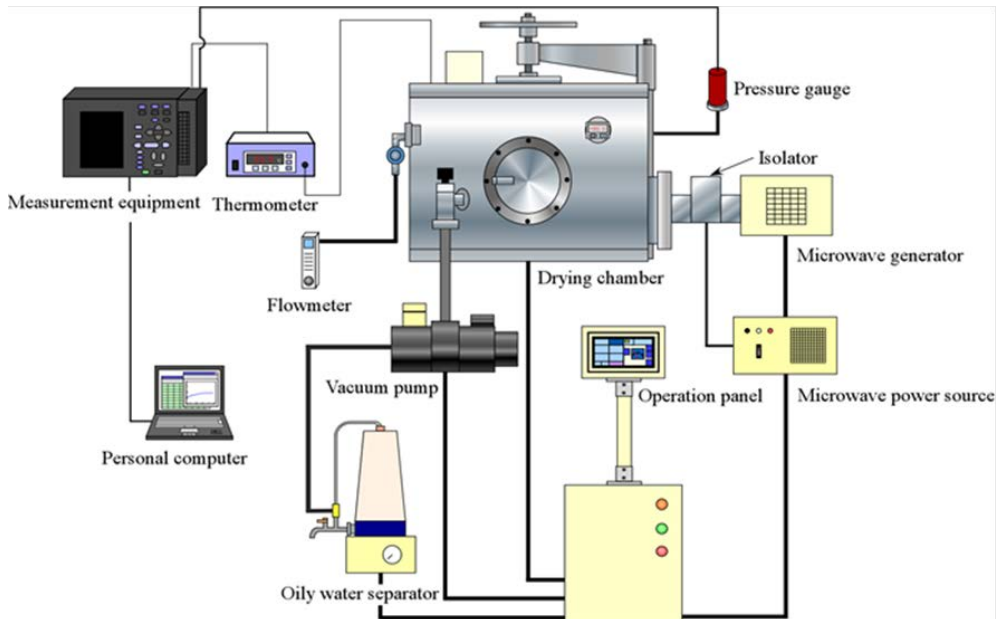 Pressure gauge
Isolator
Measurement equipment
Thermometer
Microwave generator
Drying chamber
Flowmeter
Vacuum pump
Operation panel
Microwave power source
Personal computer
Oily water separator